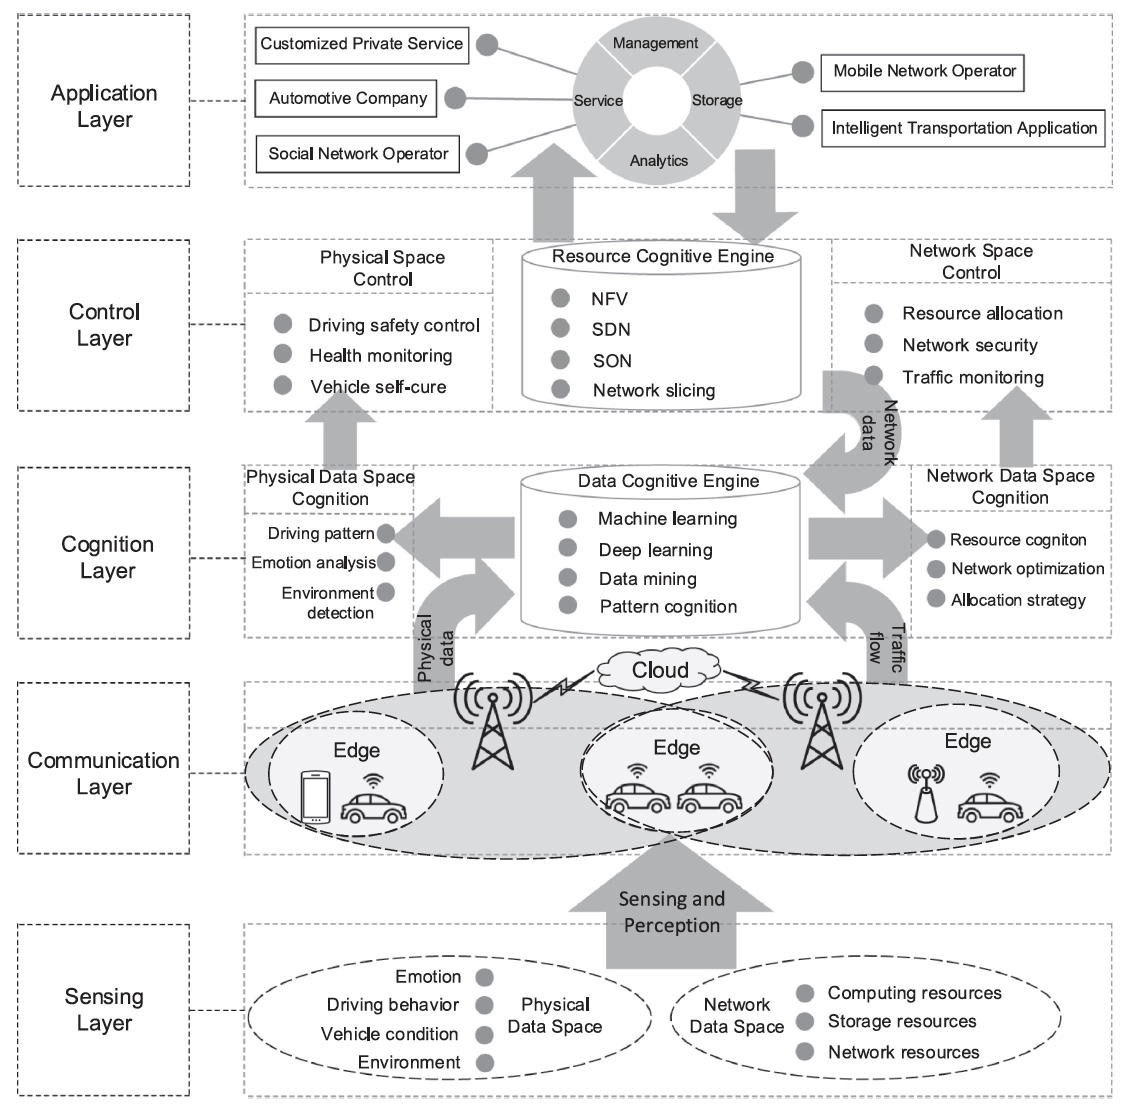 Application
Layer
Customized Private Service
Automotive Company
Social Network Operator
Management
Service
Storage
Analytics
Mobile Network Operator
Intelligent Transportation Application
Control
Layer
Physical Space
Control
Driving safety control
Health monitoring
Vehicle self-cure
Resource Cognitive Engine
NFV
SDN
SON
Network slicing
Network Space
Control
Resource allocation
Network security
Traffic monitoring
Network
data
Cognition
Layer
Physical Data Space
Cognition
Driving pattern
Emotion analysis
Environment
detection
Data Cognitive Engine
Machine learning
Deep learning
Data mining
Pattern cognition
Network Data Space
Cognition
Resource cogniton
Network optimization
Allocation strategy
Physical
data
Traffic
flow
Communication
Layer
Cloud
Edge
Edge
Edge
Sensing and
Perception
Sensing
Layer
Emotion
Driving behavior
Vehicle condition
Environment
Physical
Data Space
Network
Data Space
Computing resources
Storage resources
Network resources